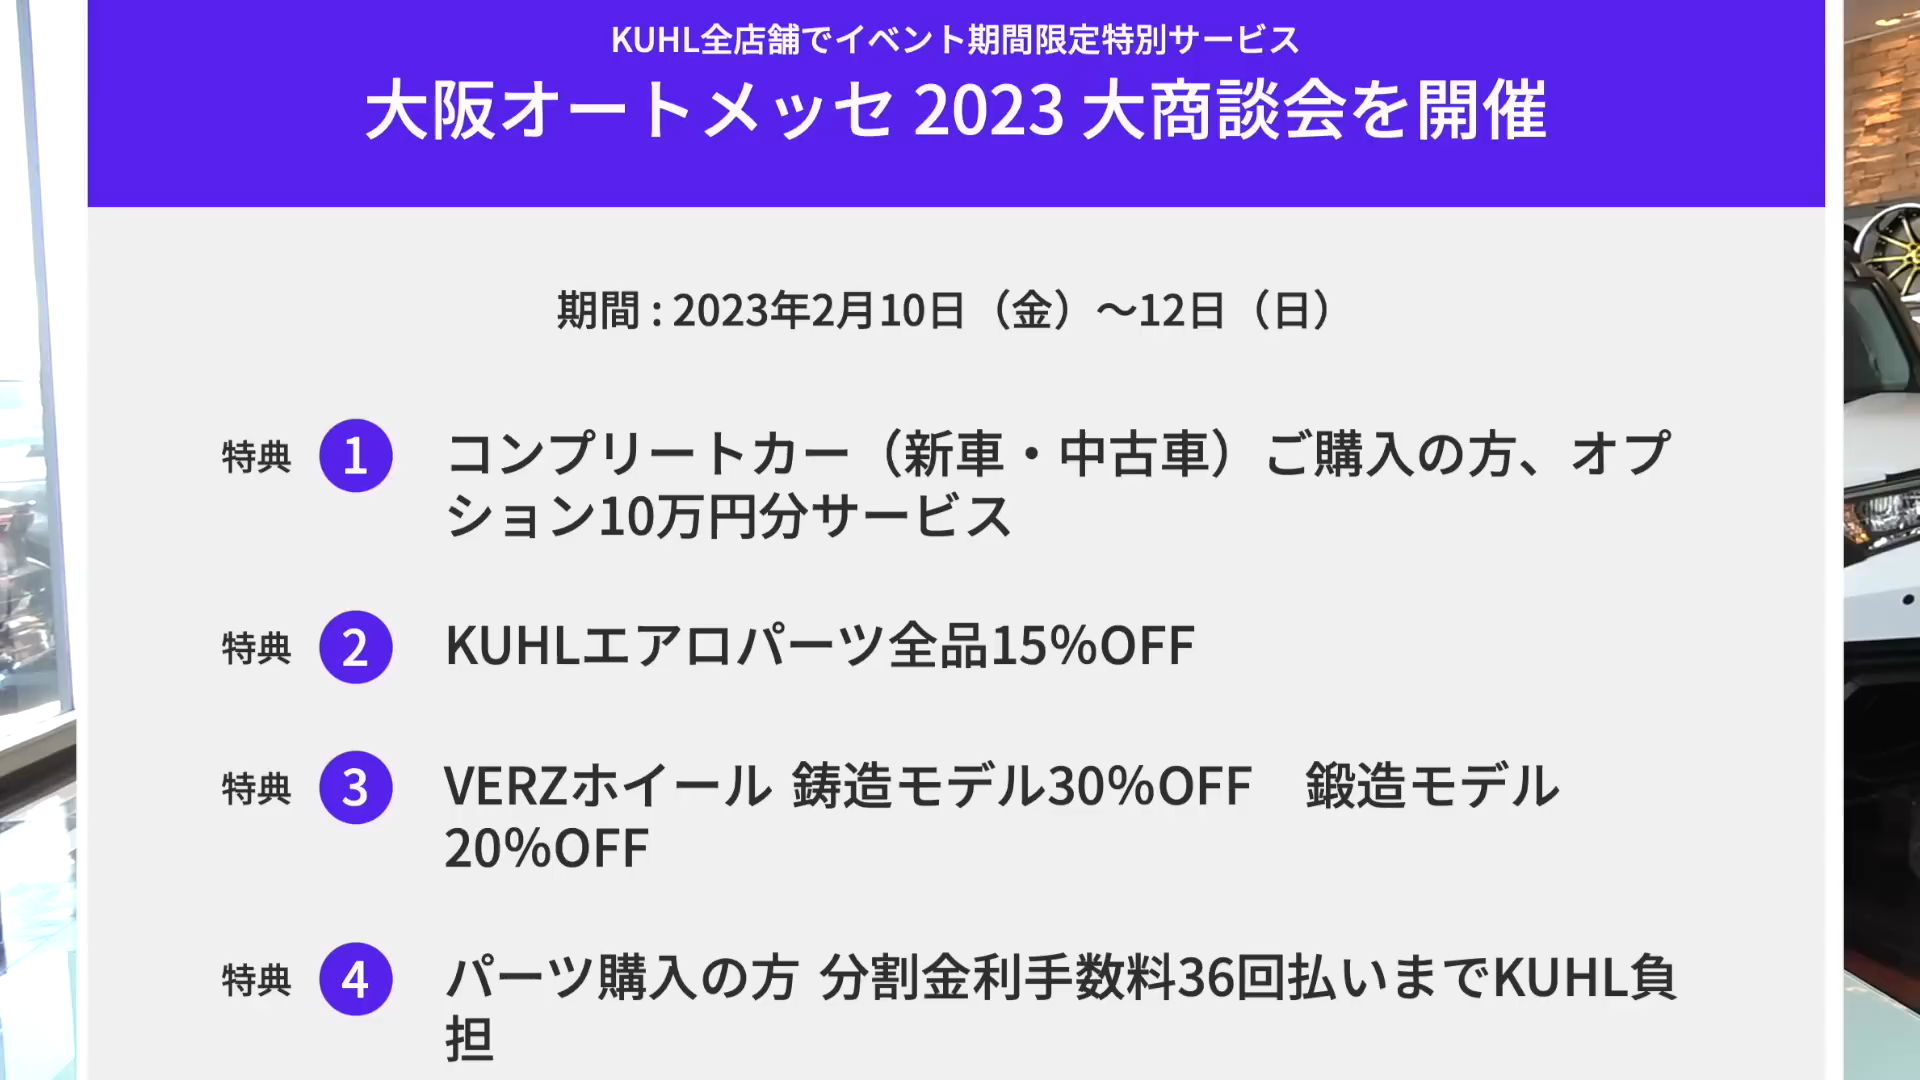 KUHL全店舗でイベント期間限定特別サービス
大阪オートメッセ 2023 大商談会を開催
期間 : 2023年2月10日（金）～12日（日）
特典 1 コンプリートカー（新車・中古車）ご購入の方、オプ
ション10万円分サービス
特典 2 KUHLエアロパーツ全品15%OFF
特典 3 VERZホイール 鋳造モデル30%OFF　鍛造モデル
20%OFF
特典 4 パーツ購入の方 分割金利手数料36回払いまでKUHL負
担